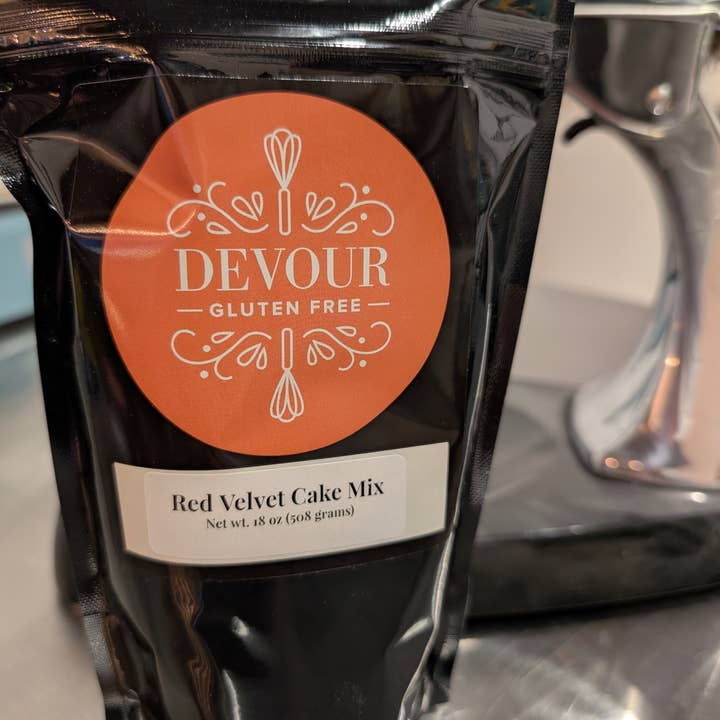 DEVOUR
GLUTEN FREE
Red Velvet Cake Mix
Net wt. 18 oz (508 grams)